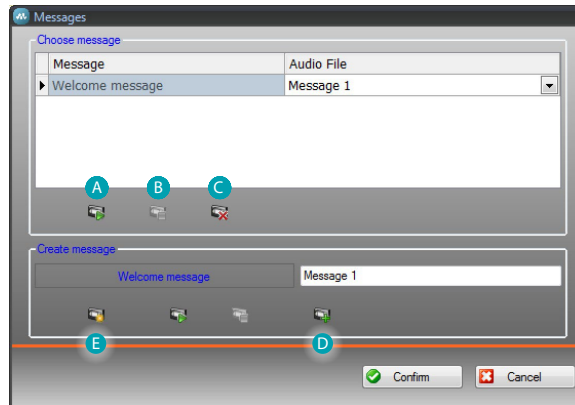 Messages
Choose message
Message Audio File
Welcome message Message 1
A B C
Create message
Welcome message Message 1
E D
Confirm Cancel